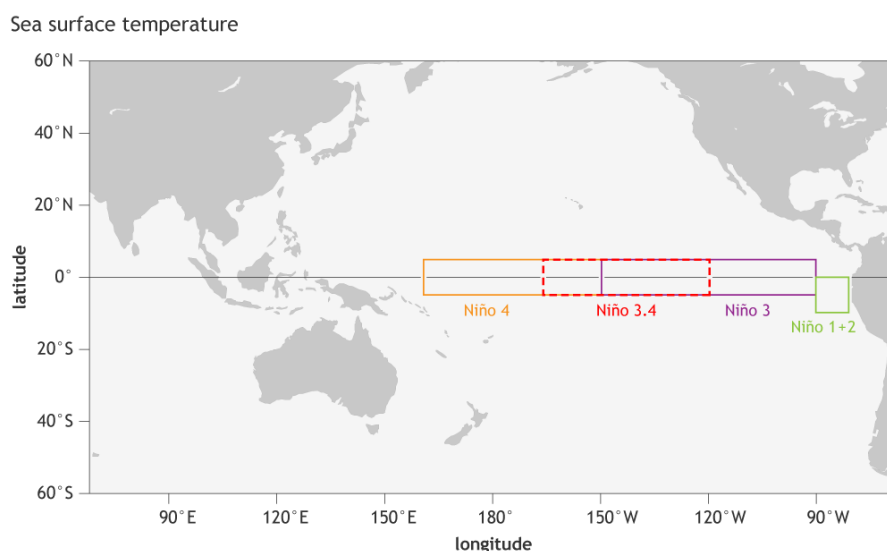 Sea surface temperature
60°N
40°N
20°N
0°
20°S
40°S
60°S
latitude
Niño 4
Niño 3.4
Niño 3
Niño 1+2
90°E
120°E
150°E
180°
150°W
120°W
90°W
longitude